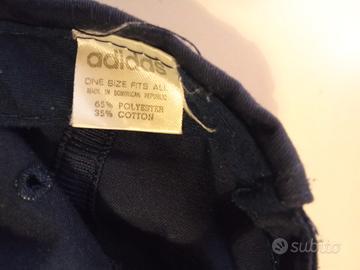 adidas
ONE SIZE FITS ALL
MADE IN DOMINICAN REPUBLIC
65% POLYESTER
35% COTTON
subito